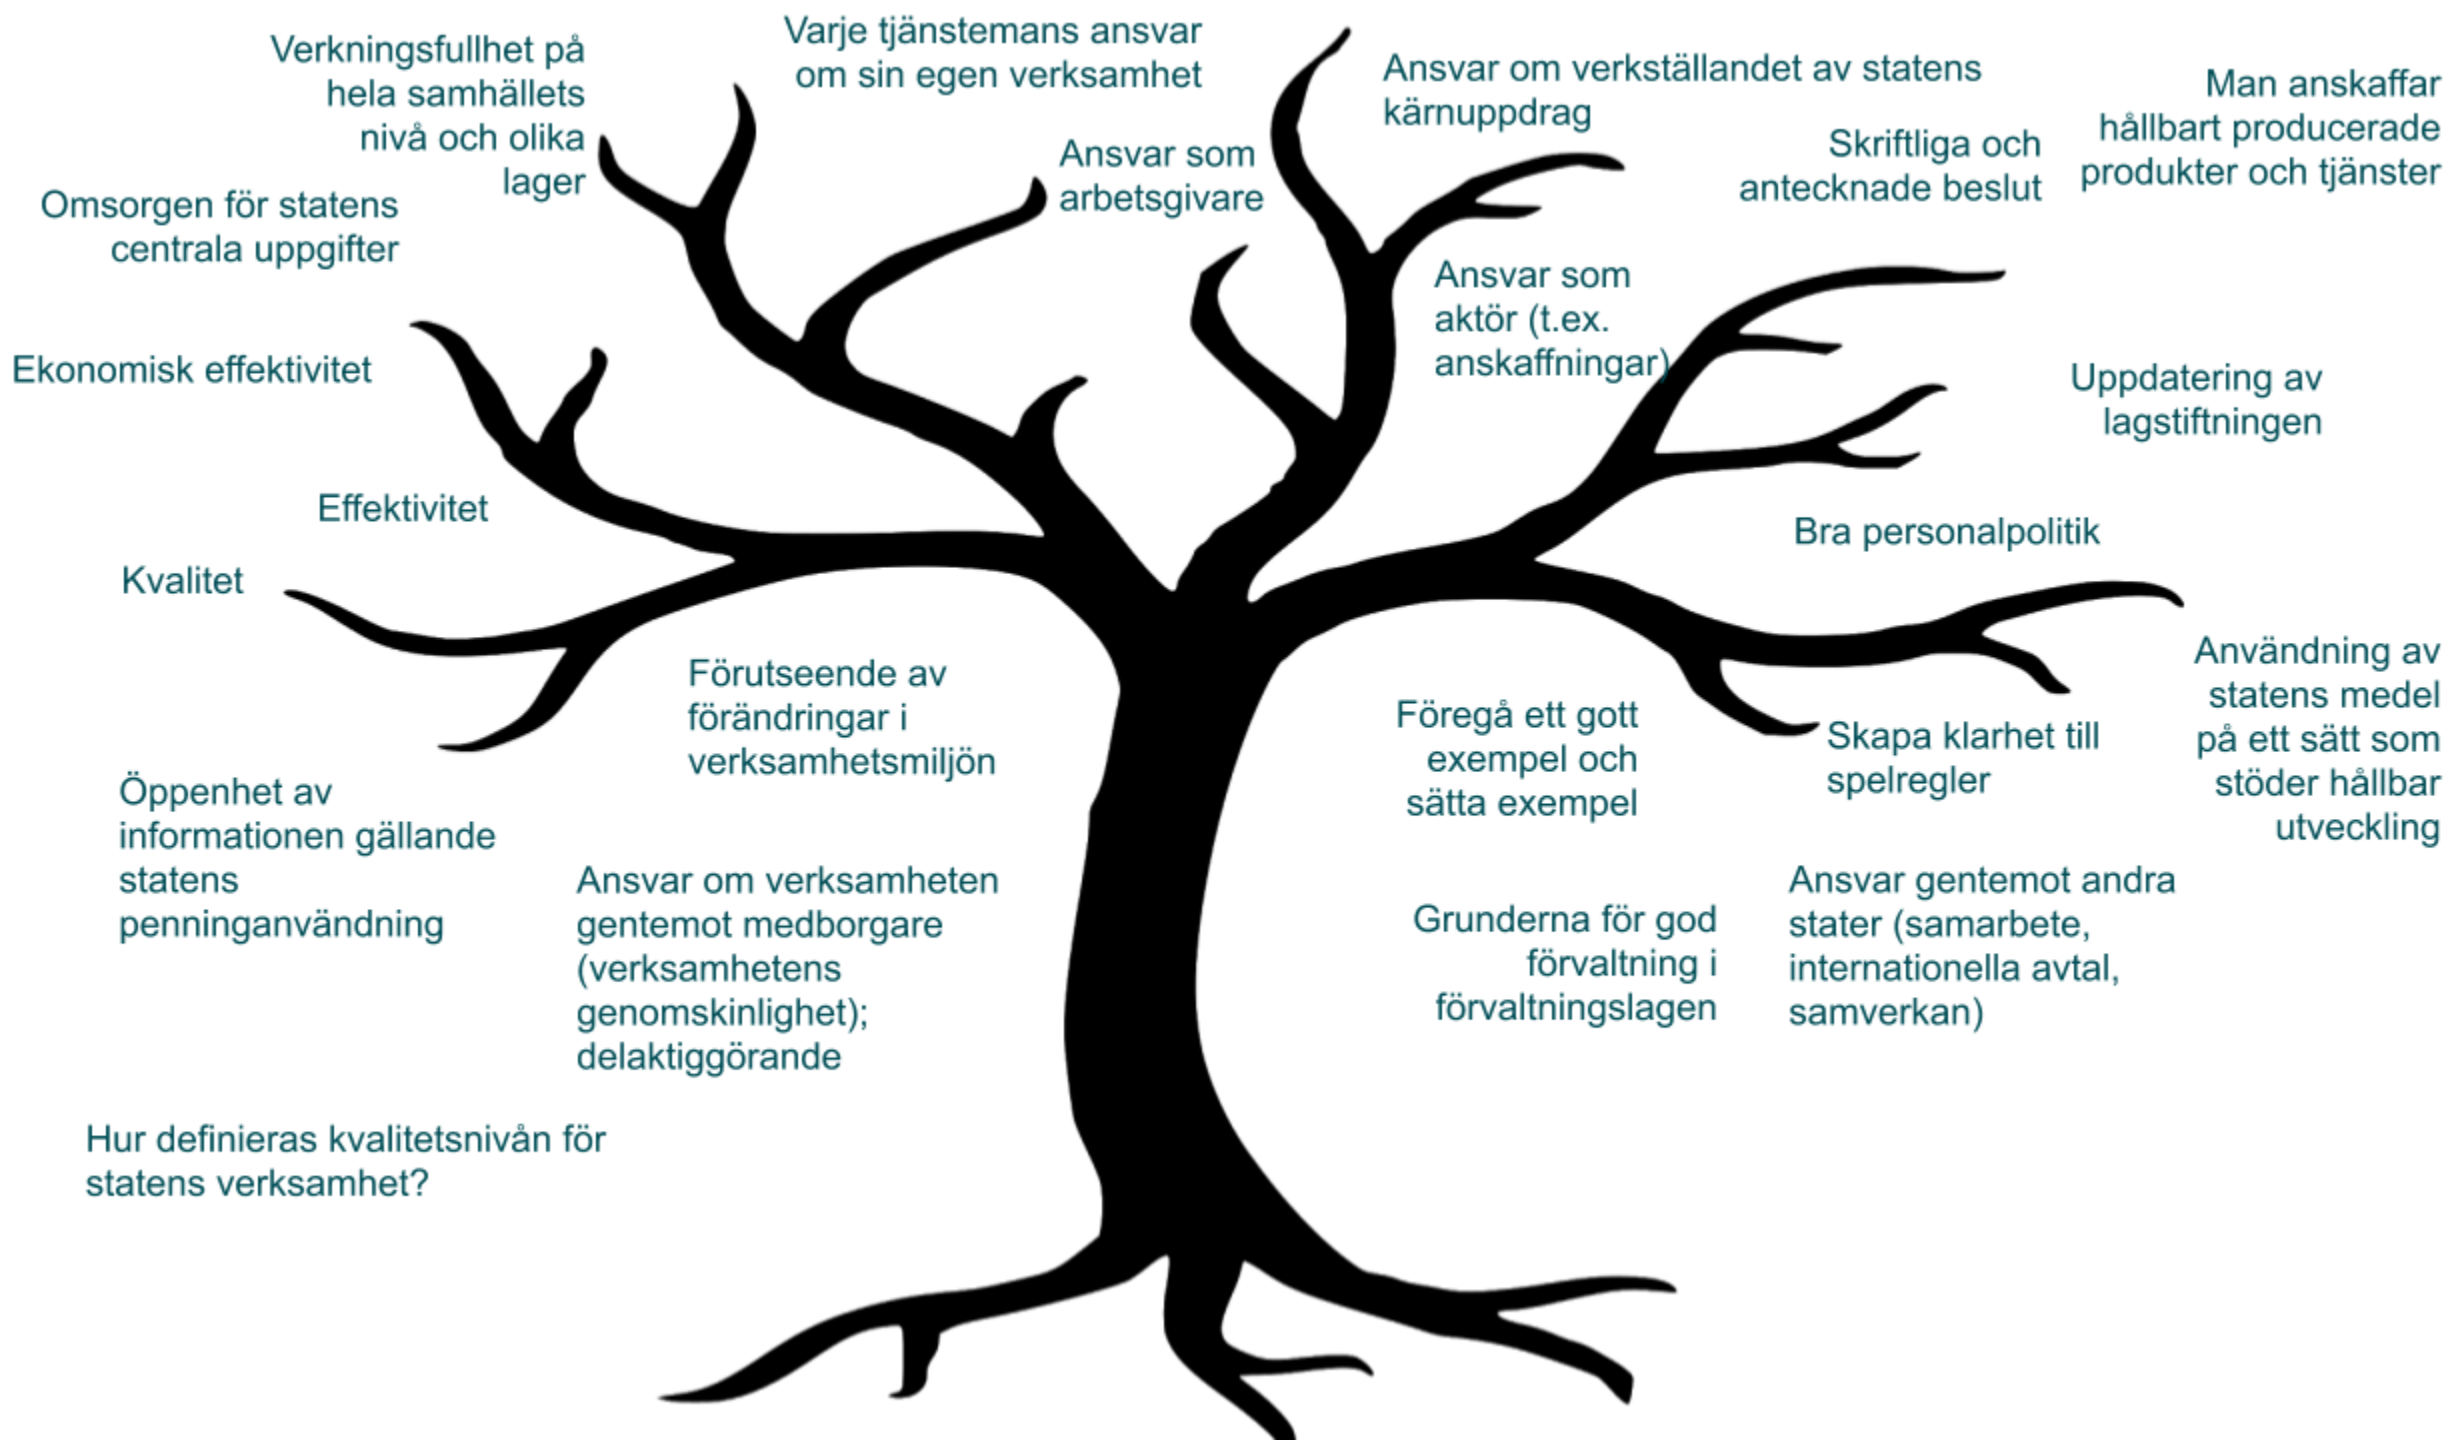 Varje tjänstemans ansvar
om sin egen verksamhet
Verkningsfullhet på
hela samhällets
nivå och olika
lager
Ansvar om verkställandet av statens
kärnuppdrag
Man anskaffar
hållbart producerade
produkter och tjänster
Skriftliga och
antecknade beslut
Ansvar som
arbetsgivare
Omsorgen för statens
centrala uppgifter
Ansvar som
aktör (t.ex.
anskaffningar)
Ekonomisk effektivitet
Uppdatering av
lagstiftningen
Effektivitet
Bra personalpolitik
Kvalitet
Användning av
statens medel
på ett sätt som
stöder hållbar
utveckling
Förutseende av
förändringar i
verksamhetsmiljön
Föregå ett gott
exempel och
sätta exempel
Skapa klarhet till
spelregler
Öppenhet av
informationen gällande
statens
penninganvändning
Ansvar om verksamheten
gentemot medborgare
(verksamhetens
genomskinlighet);
delaktiggörande
Grunderna för god
förvaltning i
förvaltningslagen
Ansvar gentemot andra
stater (samarbete,
internationella avtal,
samverkan)
Hur definieras kvalitetsnivån för
statens verksamhet?